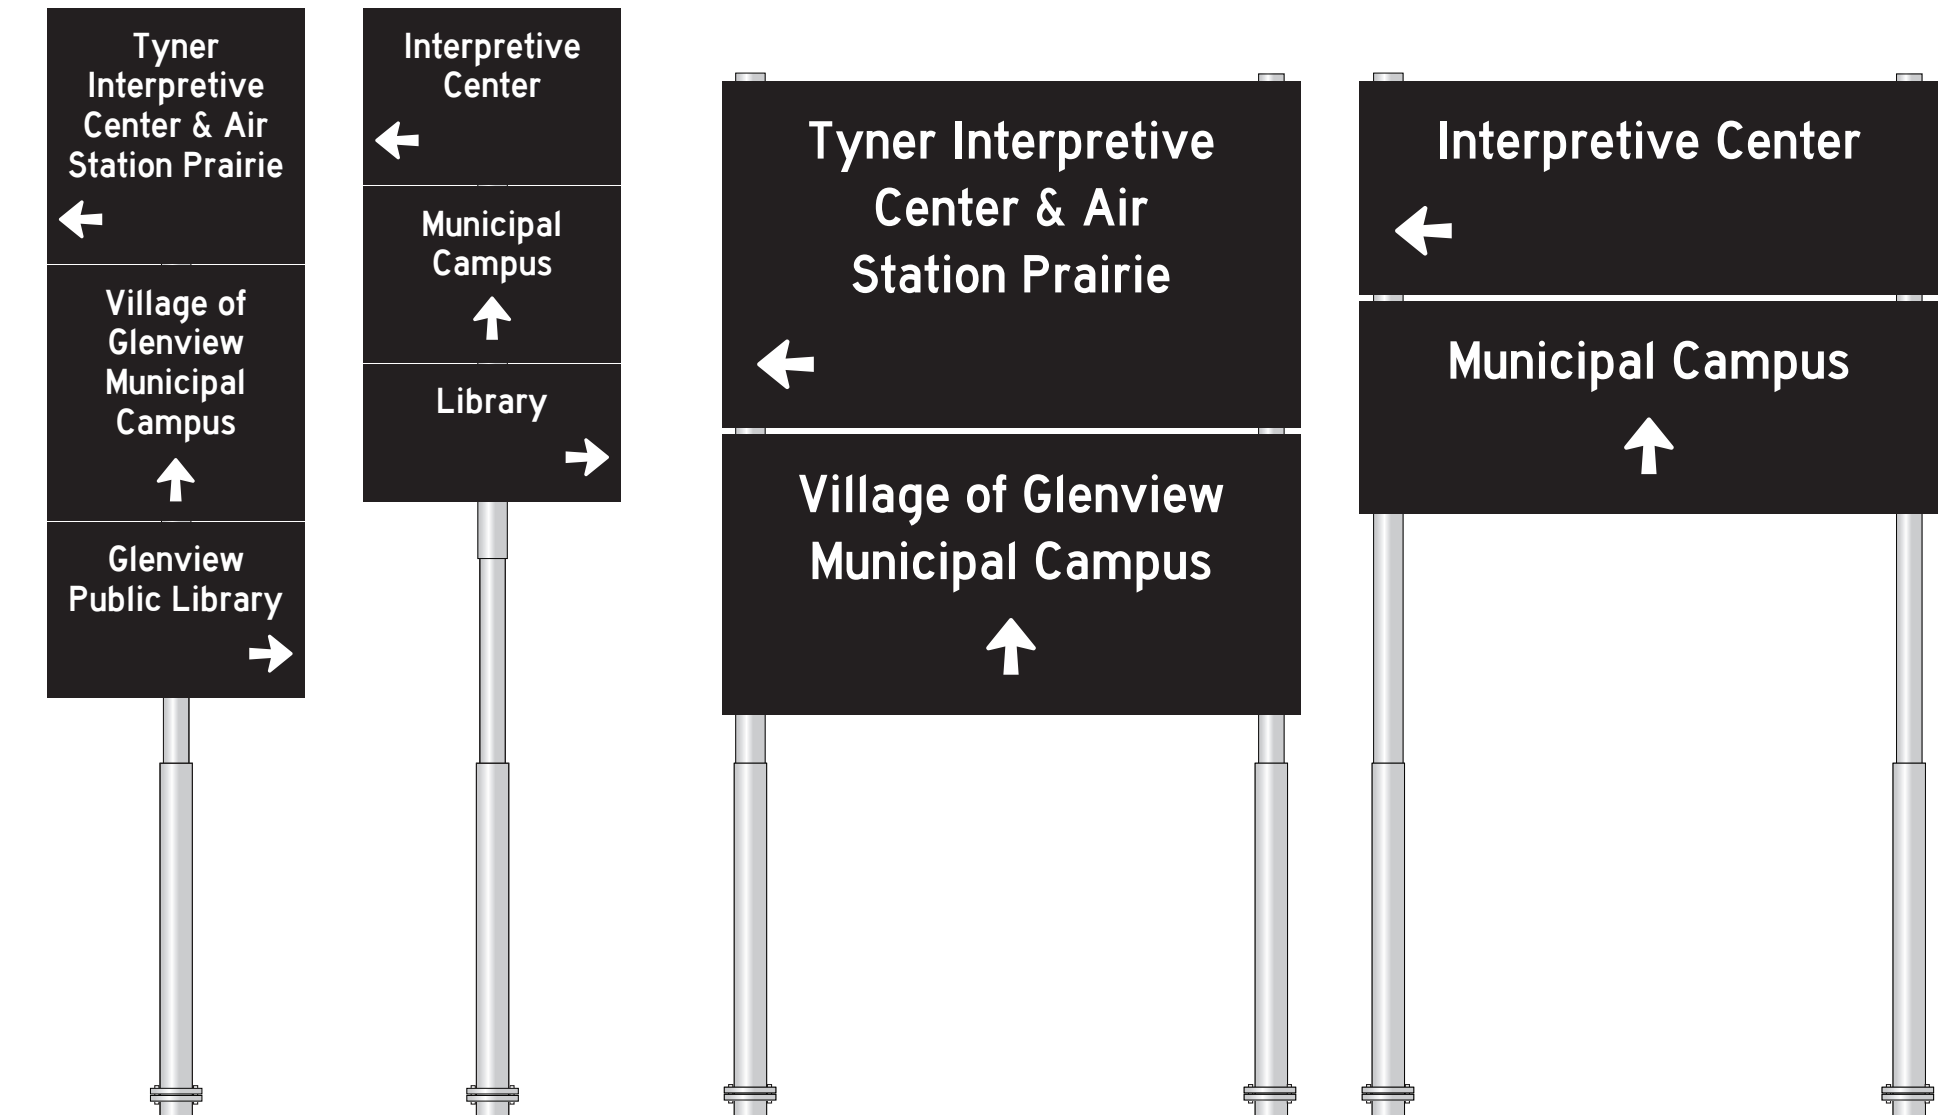 Tyner
Interpretive
Center & Air
Station Prairie
Village of
Glenview
Municipal
Campus
Glenview
Public Library
Interpretive
Center
Municipal
Campus
Library
Tyner Interpretive
Center & Air
Station Prairie
Village of Glenview
Municipal Campus
Interpretive Center
Municipal Campus